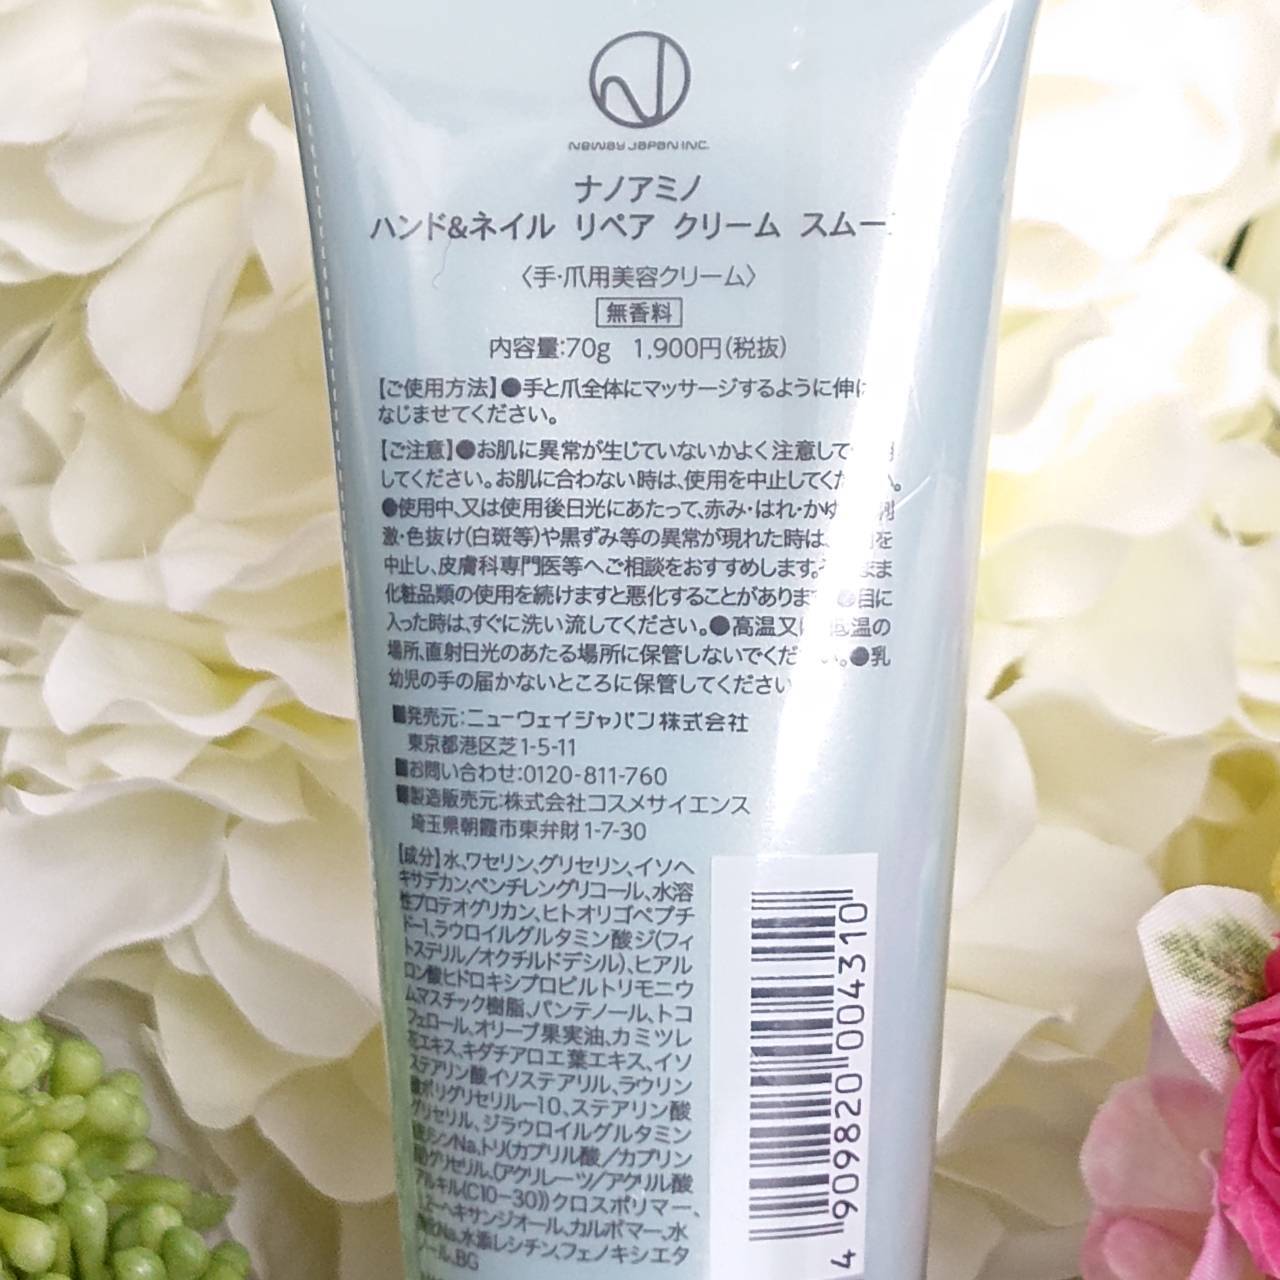 NEWAY JAPAN INC.
ナノアミノ
ハンド&ネイル リペア クリーム スムー
〈手・爪用美容クリーム〉
無香料
内容量:70g 1,900円(税抜)
【ご使用方法】●手と爪全体にマッサージするように伸
なじませてください。
【ご注意】●お肌に異常が生じていないかよく注意して
してください。お肌に合わない時は、使用を中止してくだ
●使用中、又は使用後日光にあたって、赤み・はれ・かゆ 刺
激・色抜け(白斑等)や黒ずみ等の異常が現れた時は、 を
中止し、皮膚科専門医等へご相談をおすすめします。そ まま
化粧品類の使用を続けますと悪化することがあります ●目に
入った時は、すぐに洗い流してください。●高温又は 低温の
場所、直射日光のあたる場所に保管しないでくだ い。●乳
幼児の手の届かないところに保管してください
■発売元:ニューウェイジャパン株式会社
東京都港区芝1-5-11
■お問い合わせ:0120-811-760
■製造販売元:株式会社コスメサイエンス
埼玉県朝霞市東弁財1-7-30
【成分】水、ワセリン、グリセリン、イソヘ
キサデカン、ペンチレングリコール、水溶
性プロテオグリカン、ヒトオリゴペプチ
ド-1、ラウロイルグルタミン酸ジ(フィ
トステリル/オクチルドデシル)、ヒアル
ロン酸ヒドロキシプロピルトリモニウ
ム、マスチック樹脂、パンテノール、トコ
フェロール、オリーブ果実油、カミツレ
花エキス、キダチアロエ葉エキス、イソ
ステアリン酸イソステアリル、ラウリン
酸ポリグリセリル-10、ステアリン酸
グリセリル、ジラウロイルグルタミン
酸リシンNa、トリ(カプリル酸/カプリン
酸)グリセリル、(アクリレーツ/アクリル酸
アルキル(C10-30))クロスポリマー、
1,2-ヘキサンジオール、カルボマー、水
酸化Na、水添レシチン、フェノキシエタ
ノール、BG
4909820004310